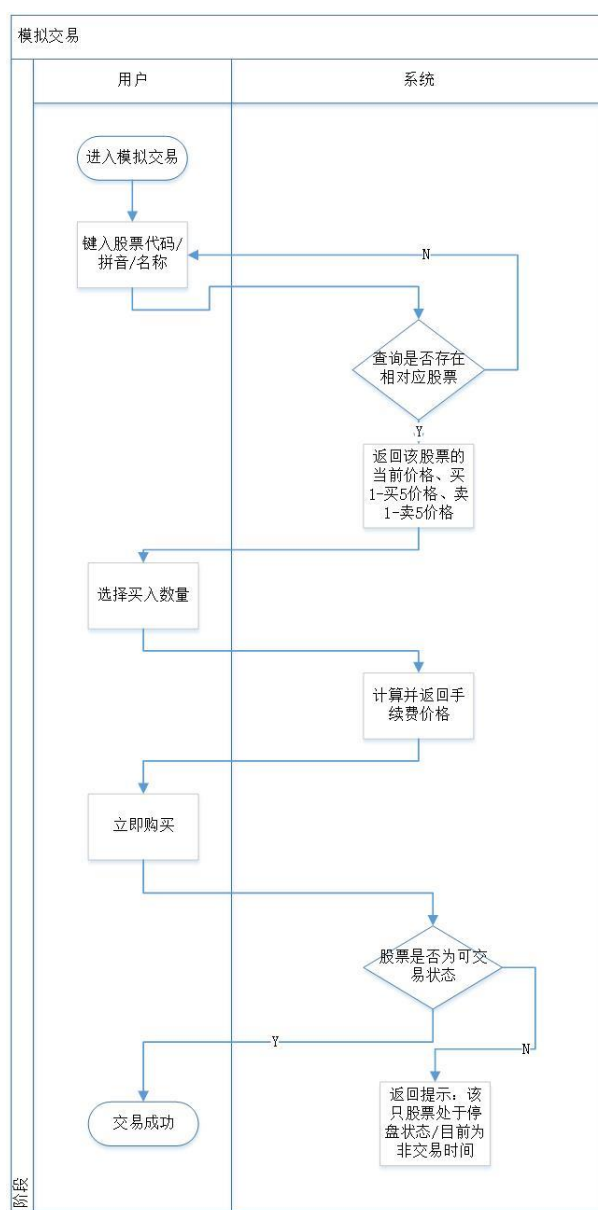 模拟交易
用户
系统
进入模拟交易
键入股票代码/
拼音/名称
N
查询是否存在
相对应股票
Y
返回该股票的
当前价格、买
1-买5价格、卖
1-卖5价格
选择买入数量
计算并返回手
续费价格
立即购买
股票是否为可交
易状态
Y
N
交易成功
返回提示：该
只股票处于停
盘状态/目前为
非交易时间
阶段